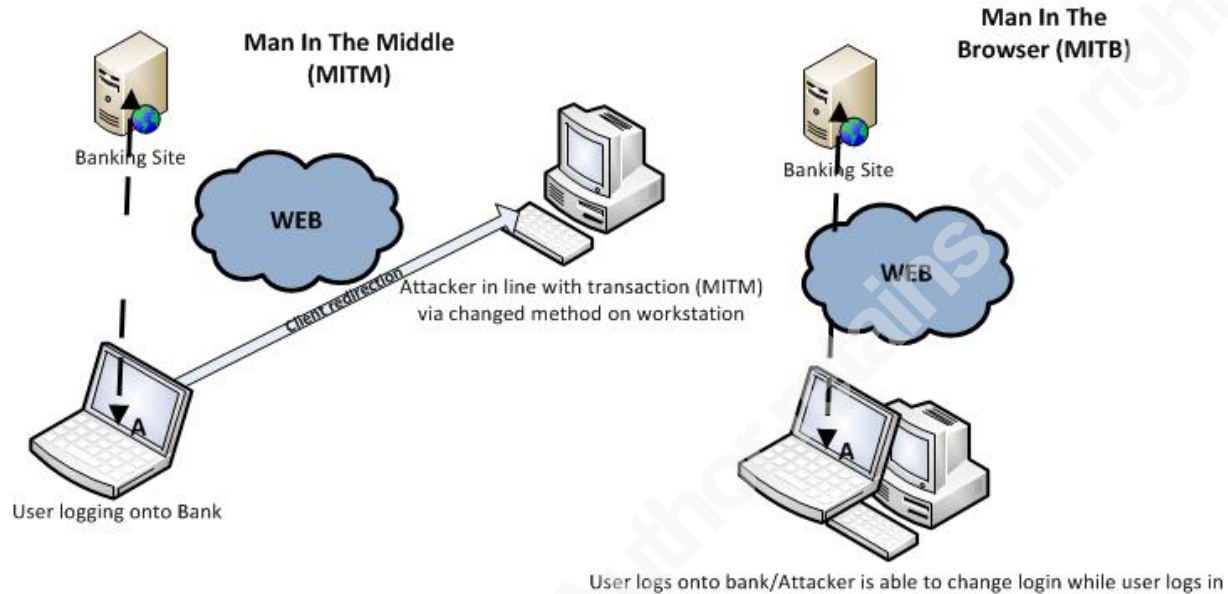 Man In The Middle
(MITM)
Banking Site
WEB
Client redirection
Attacker in line with transaction (MITM)
via changed method on workstation
A
User logging onto Bank
Man In The
Browser (MITB)
Banking Site
WEB
A
User logs onto bank/Attacker is able to change login while user logs in